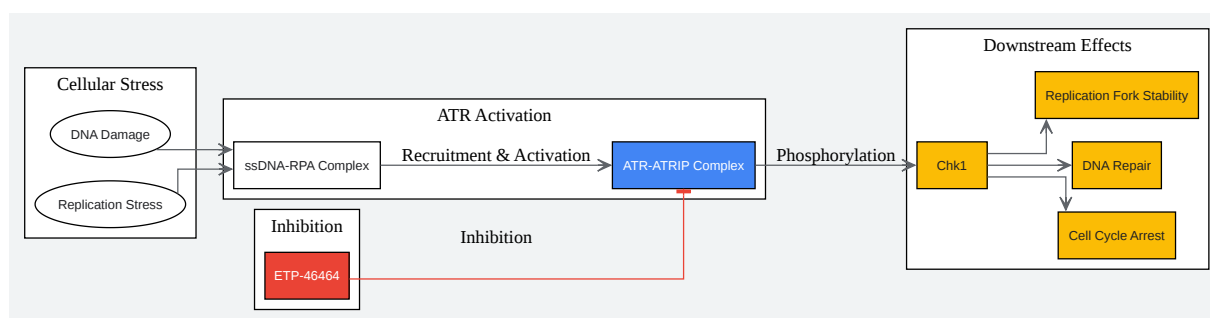 Cellular Stress
DNA Damage
Replication Stress
ATR Activation
ssDNA-RPA Complex
Recruitment & Activation
ATR-ATRIP Complex
Inhibition
ETP-46464
Inhibition
Phosphorylation
Downstream Effects
Chk1
Replication Fork Stability
DNA Repair
Cell Cycle Arrest